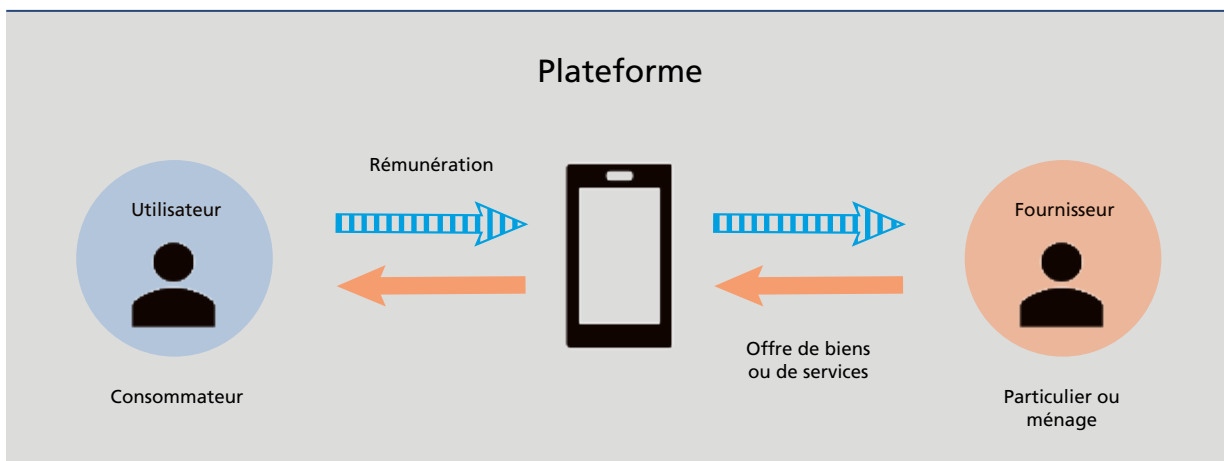 Plateforme
Rémunération
Utilisateur
Fournisseur
Offre de biens
ou de services
Consommateur
Particulier ou
ménage